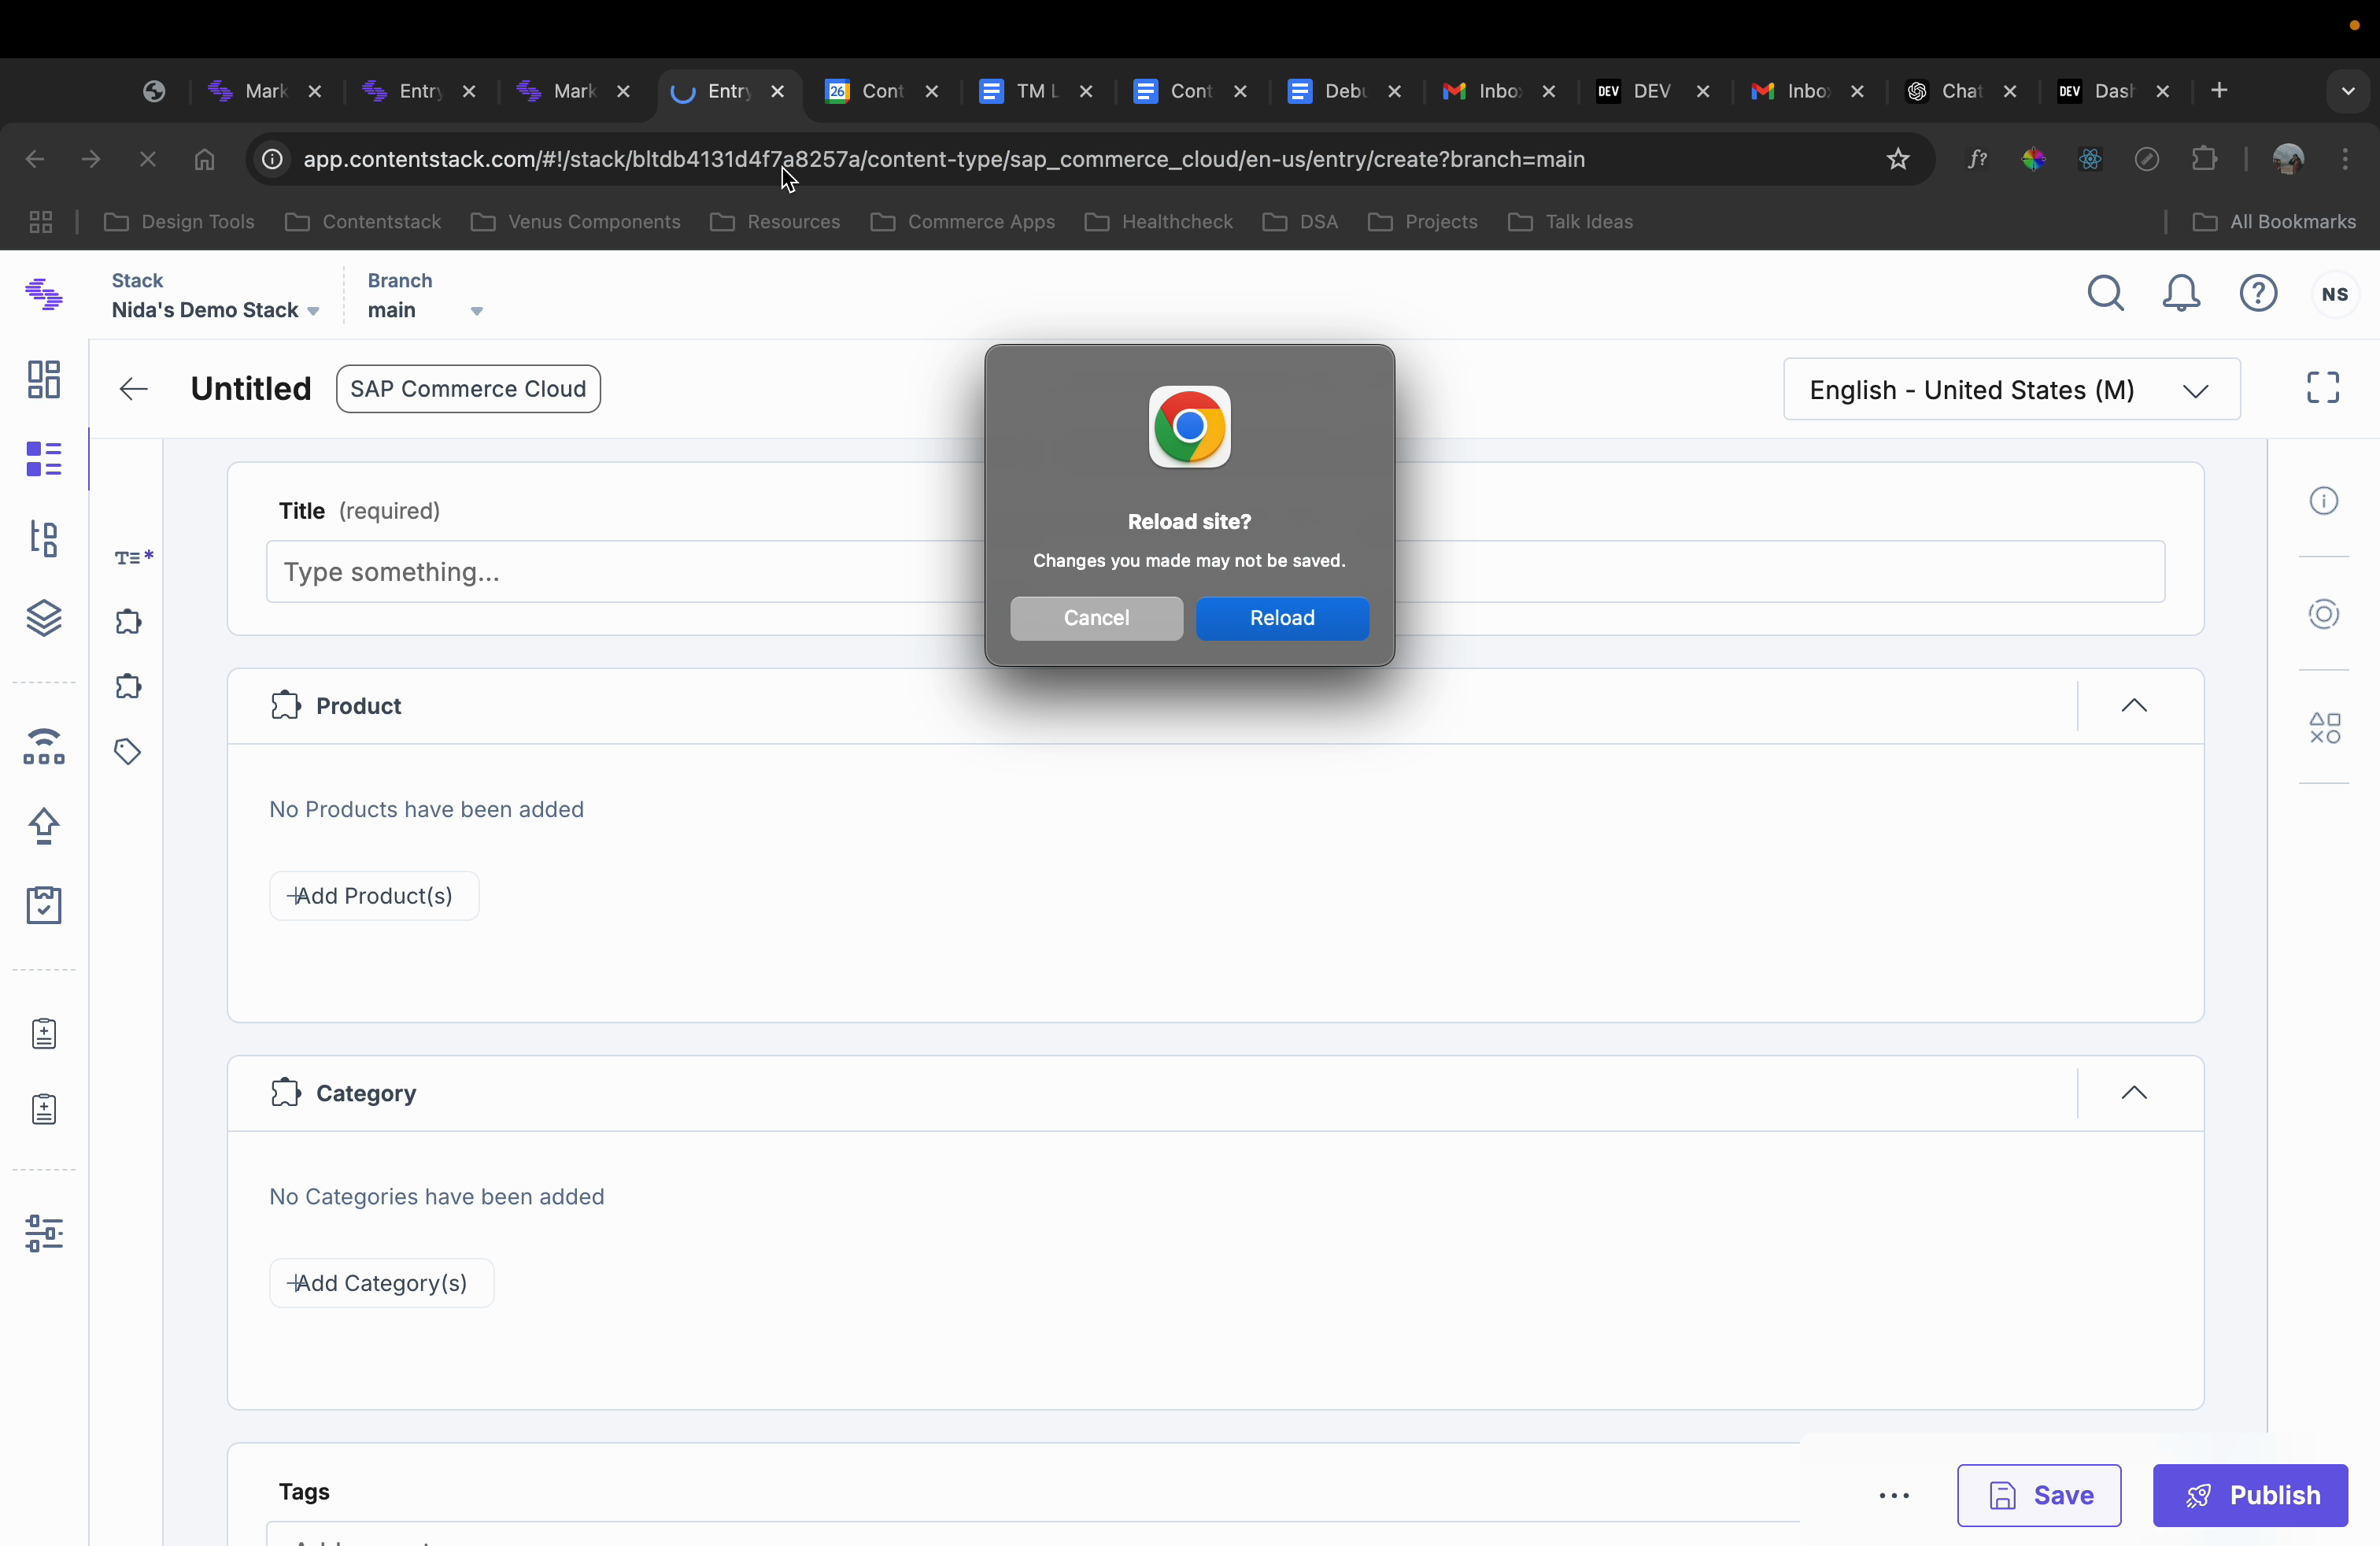 Mark
Entry
Mark
Entry
26
Cont
TM L
Cont
Debu
Inbo
DEV DEV
Inbo
Chat
DEV Dash
app.contentstack.com/#!/stack/bltdb4131d4f7a8257a/content-type/sap_commerce_cloud/en-us/entry/create?branch=main
f?
Design Tools
Contentstack
Venus Components
Resources
Commerce Apps
Healthcheck
DSA
Projects
Talk Ideas
All Bookmarks
Stack
Nida's Demo Stack
Branch
main
NS
Untitled
SAP Commerce Cloud
English - United States (M)
Reload site?
Changes you made may not be saved.
Cancel
Reload
Title (required)
Type something...
Product
No Products have been added
Add Product(s)
Category
No Categories have been added
Add Category(s)
Tags
Save
Publish